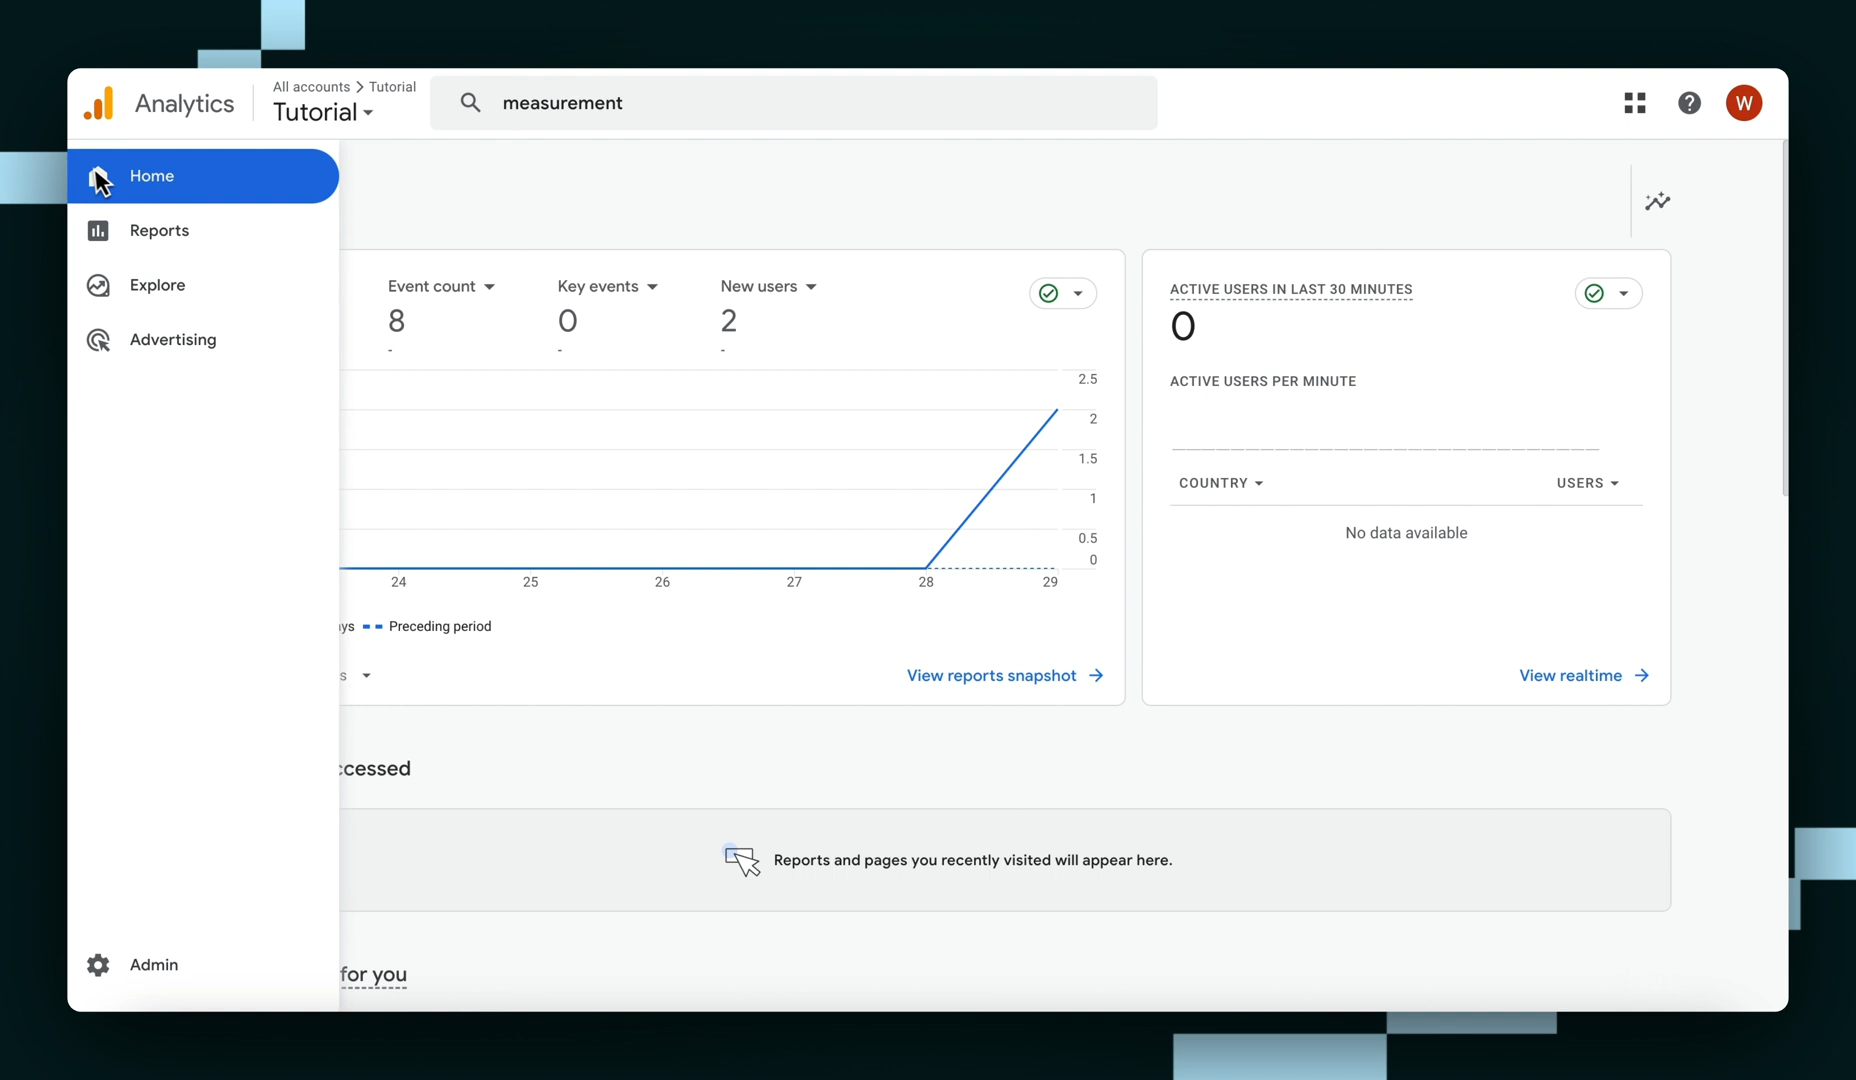 Analytics
All accounts > Tutorial
Tutorial
measurement
W
Home
Reports
Explore
Advertising
Admin
Event count
8
-
Key events
0
-
New users
2
-
2.5
2
1.5
1
0.5
0
24 25 26 27 28 29
Preceding period
View reports snapshot
ACTIVE USERS IN LAST 30 MINUTES
0
ACTIVE USERS PER MINUTE
COUNTRY USERS
No data available
View realtime
ccessed
Reports and pages you recently visited will appear here.
for you